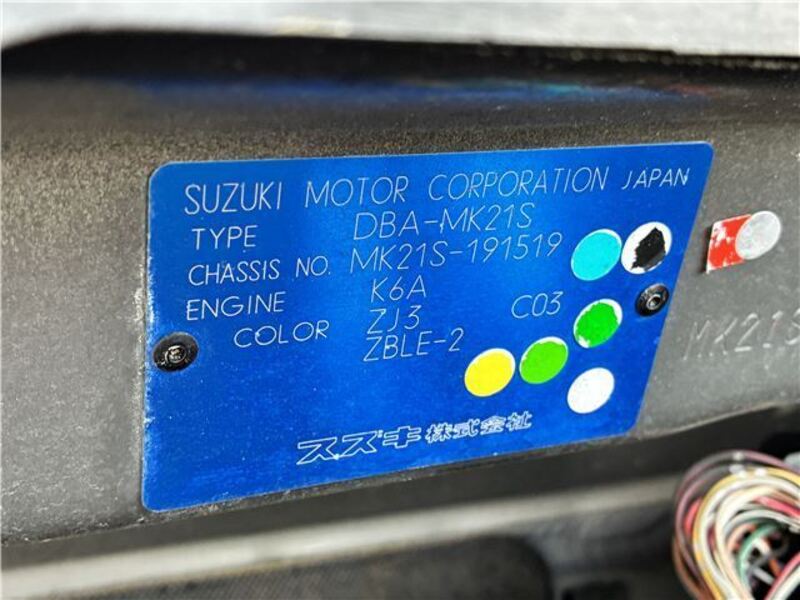 SUZUKI MOTOR CORPORATION JAPAN
TYPE DBA-MK21S
CHASSIS NO. MK21S-191519
ENGINE K6A
COLOR ZJ3 C03
ZBLE-2
スズキ株式会社
MK21S